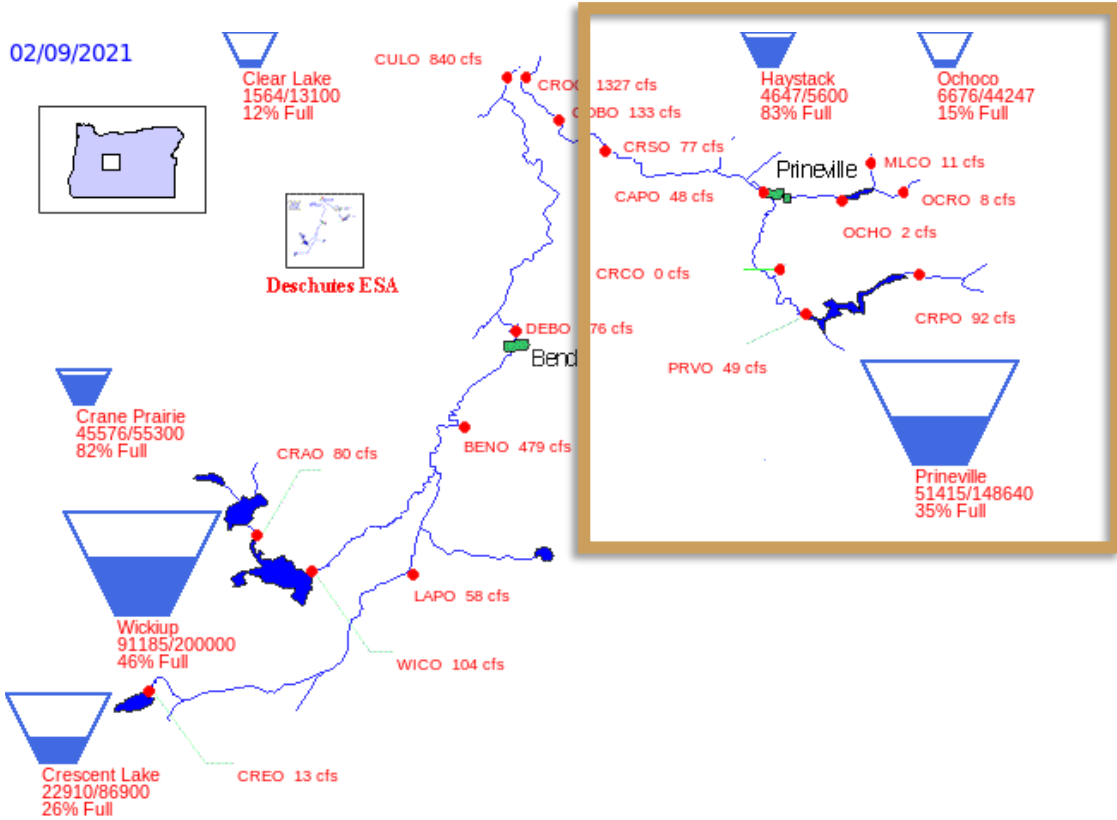 02/09/2021
Clear Lake
1564/13100
12% Full
CULO 840 cfs
1327 cfs
133 cfs
CRSO 77 cfs
Haystack
4647/5600
83% Full
Ochoco
6676/44247
15% Full
Prineville
MLCO 11 cfs
CAPO 48 cfs
OCRO 8 cfs
OCHO 2 cfs
CRCO 0 cfs
CRPO 92 cfs
PRVO 49 cfs
Deschutes ESA
DEBO 76 cfs
Bend
Crane Prairie
45576/55300
82% Full
CRAO 80 cfs
BENO 479 cfs
Prineville
51415/148640
35% Full
LAPO 58 cfs
Wickiup
91185/200000
46% Full
WICO 104 cfs
CREO 13 cfs
Crescent Lake
22910/86900
26% Full